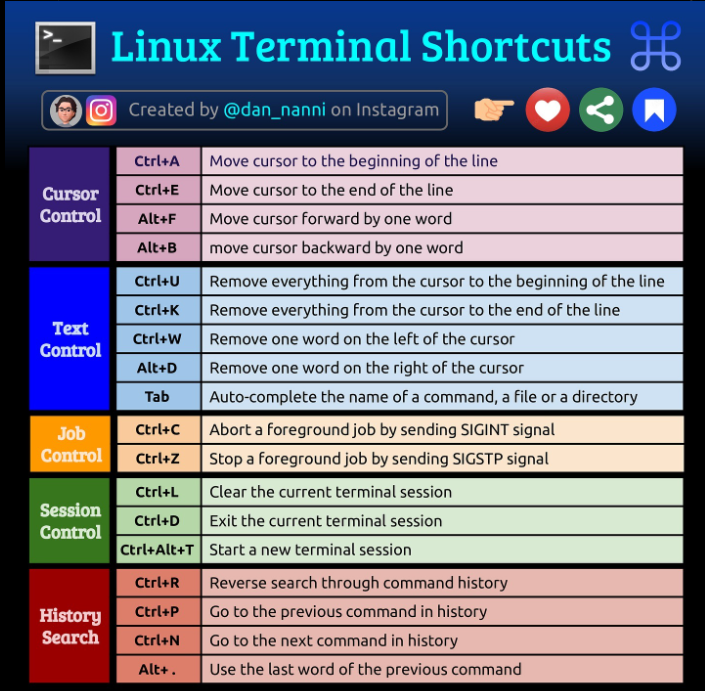 >_
Linux Terminal Shortcuts
Created by @dan_nanni on Instagram
Cursor Control
Ctrl+A Move cursor to the beginning of the line
Ctrl+E Move cursor to the end of the line
Alt+F Move cursor forward by one word
Alt+B move cursor backward by one word
Text Control
Ctrl+U Remove everything from the cursor to the beginning of the line
Ctrl+K Remove everything from the cursor to the end of the line
Ctrl+W Remove one word on the left of the cursor
Alt+D Remove one word on the right of the cursor
Tab Auto-complete the name of a command, a file or a directory
Job Control
Ctrl+C Abort a foreground job by sending SIGINT signal
Ctrl+Z Stop a foreground job by sending SIGSTP signal
Session Control
Ctrl+L Clear the current terminal session
Ctrl+D Exit the current terminal session
Ctrl+Alt+T Start a new terminal session
History Search
Ctrl+R Reverse search through command history
Ctrl+P Go to the previous command in history
Ctrl+N Go to the next command in history
Alt+ . Use the last word of the previous command